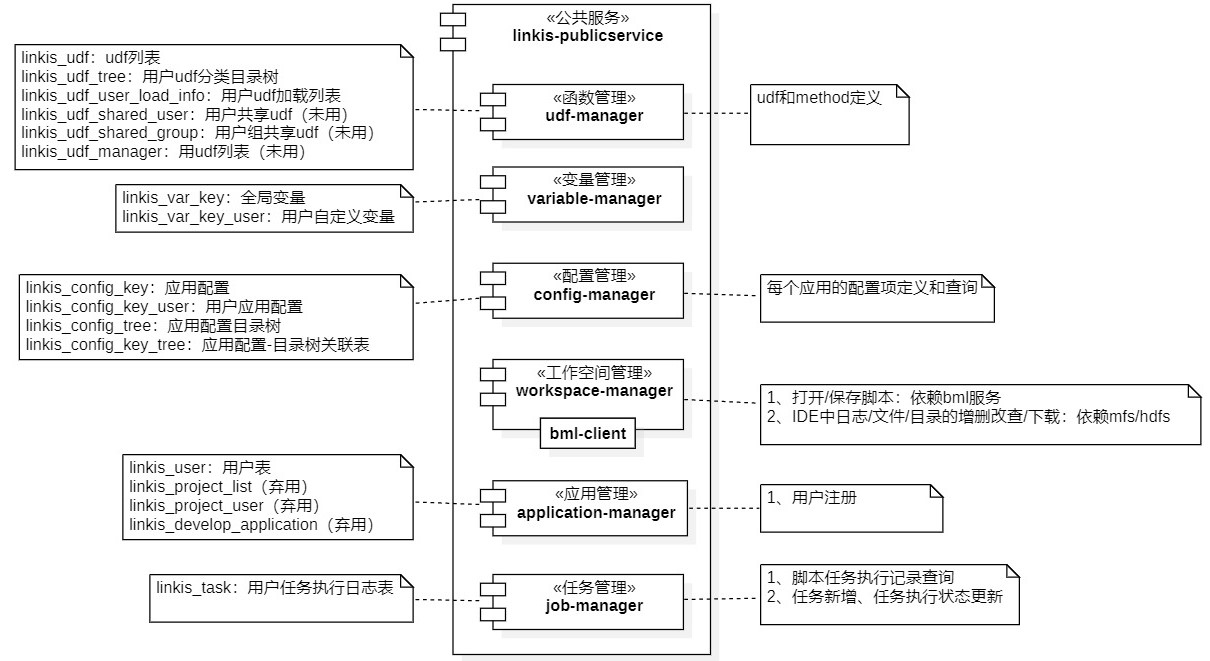 «公共服务»
linkis-publicservice
linkis_udf：udf列表
linkis_udf_tree：用户udf分类目录树
linkis_udf_user_load_info：用户udf加载列表
linkis_udf_shared_user：用户共享udf（未用）
linkis_udf_shared_group：用户组共享udf（未用）
linkis_udf_manager：用udf列表（未用）
«函数管理»
udf-manager
udf和method定义
linkis_var_key：全局变量
linkis_var_key_user：用户自定义变量
«变量管理»
variable-manager
linkis_config_key：应用配置
linkis_config_key_user：用户应用配置
linkis_config_tree：应用配置目录树
linkis_config_key_tree：应用配置-目录树关联表
«配置管理»
config-manager
每个应用的配置项定义和查询
«工作空间管理»
workspace-manager
bml-client
1、打开/保存脚本：依赖bml服务
2、IDE中日志/文件/目录的增删改查/下载：依赖mfs/hdfs
linkis_user：用户表
linkis_project_list（弃用）
linkis_project_user（弃用）
linkis_develop_application（弃用）
«应用管理»
application-manager
1、用户注册
linkis_task：用户任务执行日志表
«任务管理»
job-manager
1、脚本任务执行记录查询
2、任务新增、任务执行状态更新